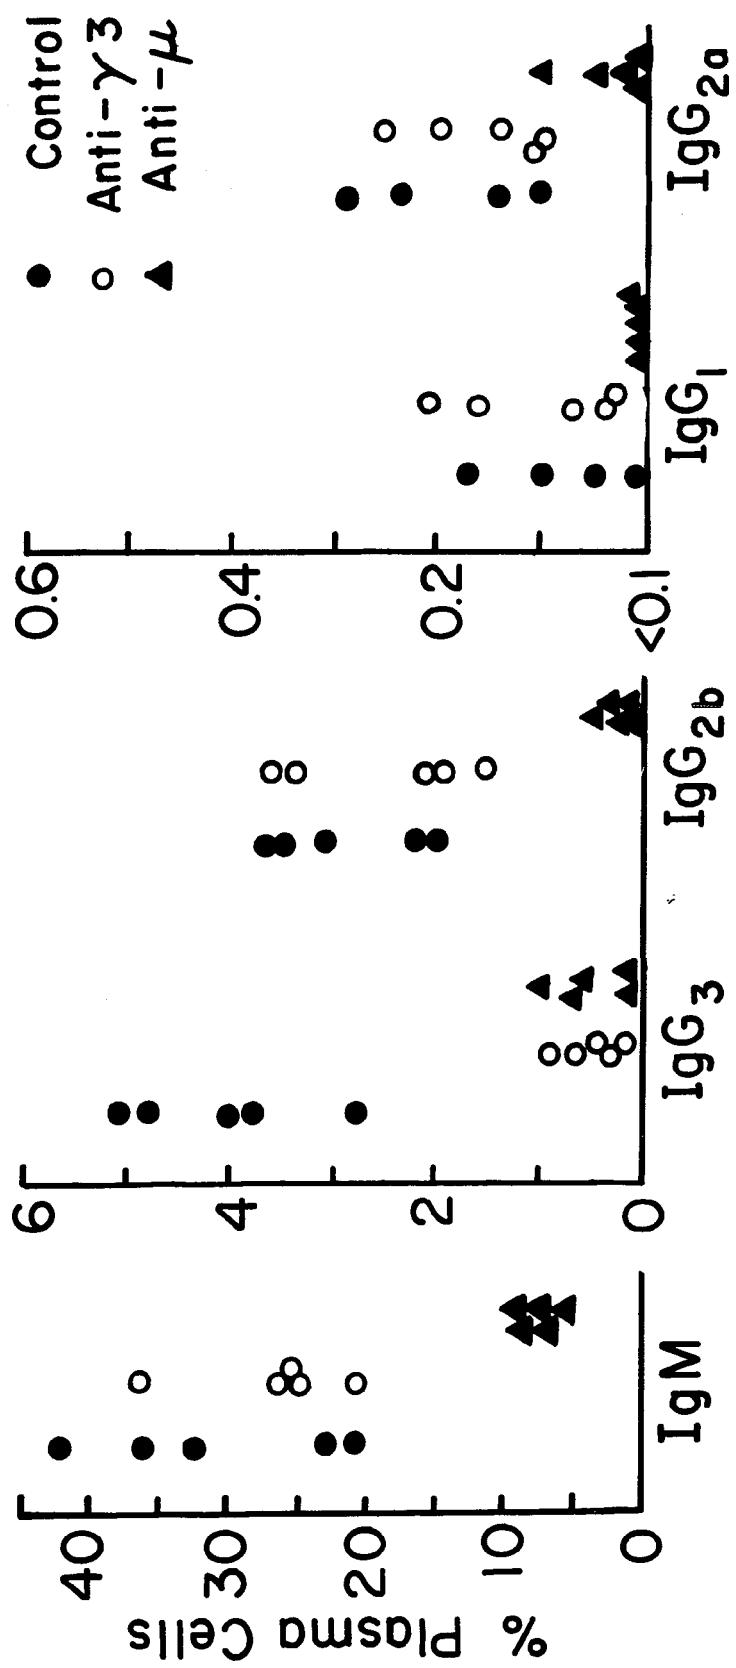 % Plasma Cells
40
30
20
10
0
IgM
6
4
2
0
IgG3
IgG2b
0.6
0.4
0.2
<0.1
IgG1
IgG2a
Control
Anti-γ3
Anti-μ